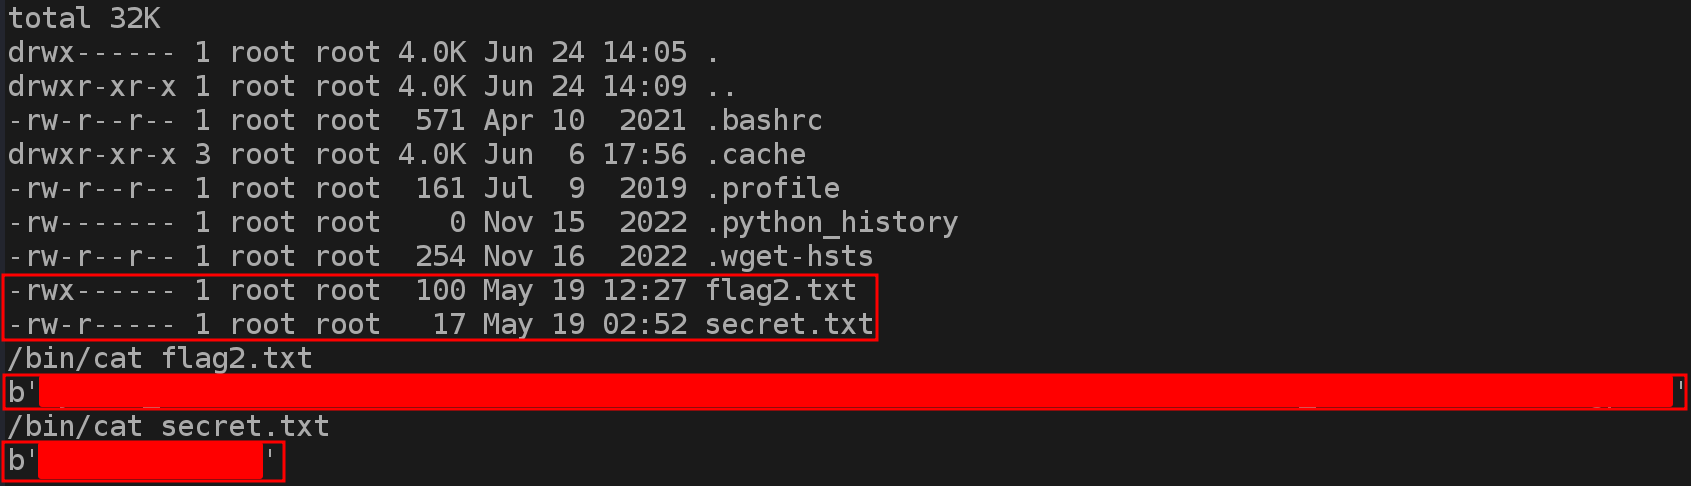 total 32K
drwx------ 1 root root 4.0K Jun 24 14:05 .
drwxr-xr-x 1 root root 4.0K Jun 24 14:09 ..
-rw-r--r-- 1 root root  571 Apr 10  2021 .bashrc
drwxr-xr-x 3 root root 4.0K Jun  6 17:56 .cache
-rw-r--r-- 1 root root  161 Jul  9  2019 .profile
-rw------- 1 root root    0 Nov 15  2022 .python_history
-rw-r--r-- 1 root root  254 Nov 16  2022 .wget-hsts
-rwx------ 1 root root  100 May 19 12:27 flag2.txt
-rw-r----- 1 root root   17 May 19 02:52 secret.txt
/bin/cat flag2.txt
b''
/bin/cat secret.txt
b''